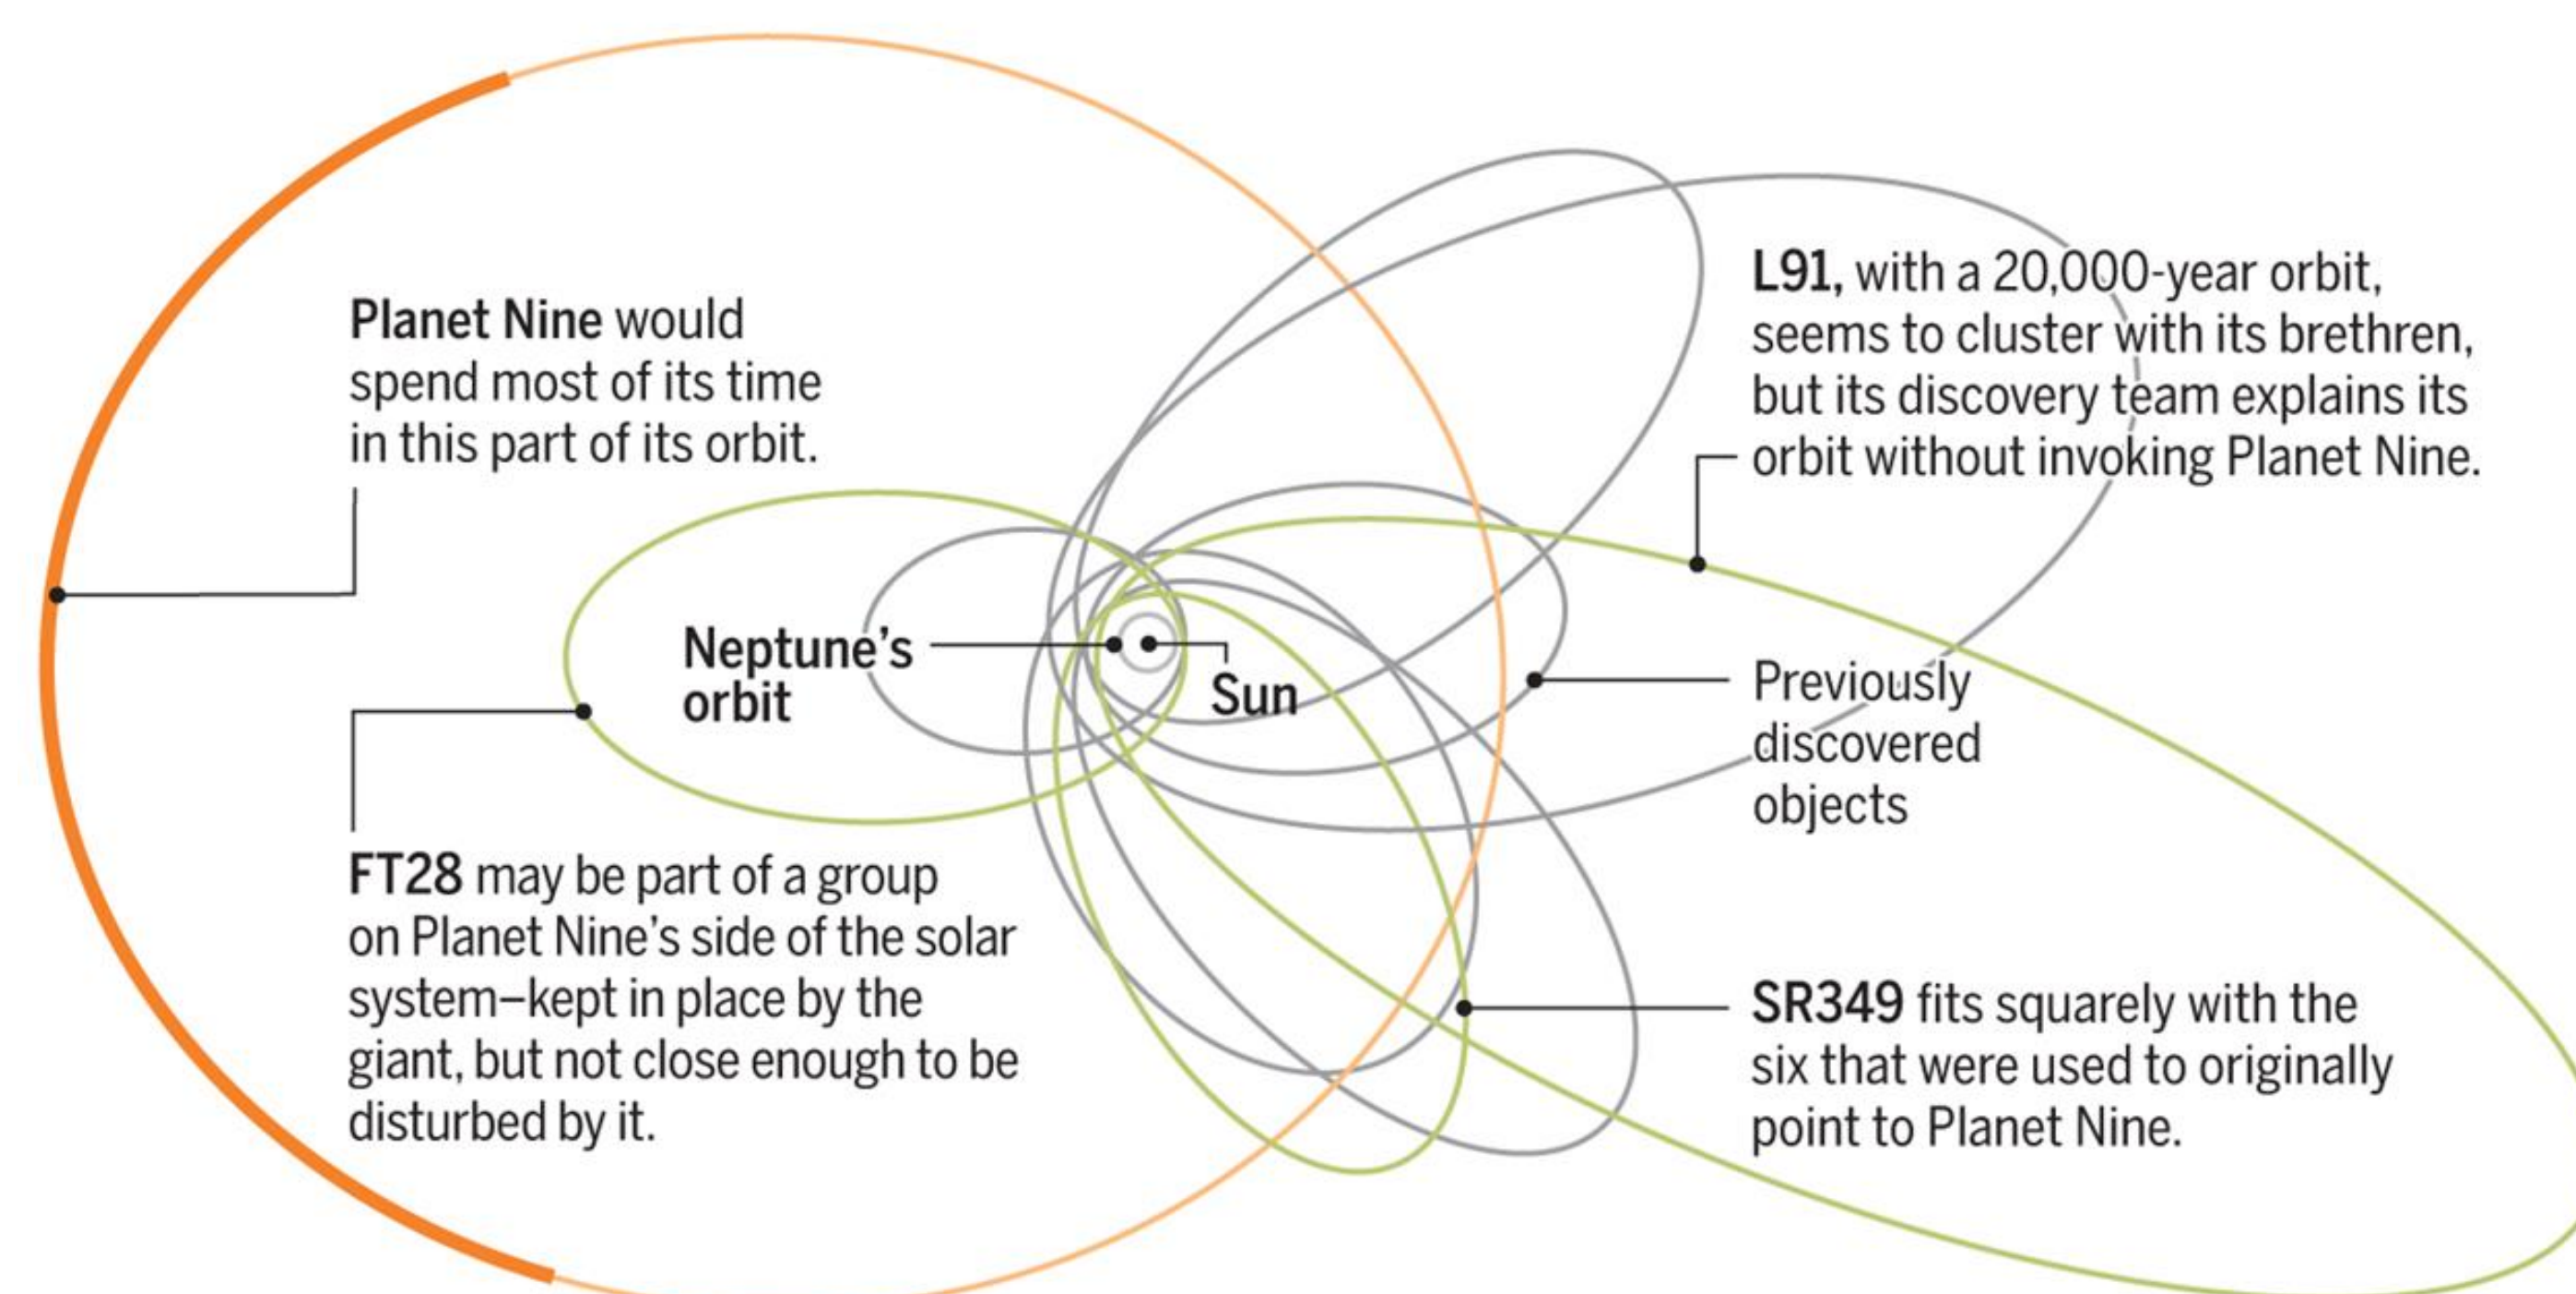 Planet Nine would
spend most of its time
in this part of its orbit.
L91, with a 20,000-year orbit,
seems to cluster with its brethren,
but its discovery team explains its
orbit without invoking Planet Nine.
Neptune's
orbit
Sun
Previously
discovered
objects
FT28 may be part of a group
on Planet Nine's side of the solar
system–kept in place by the
giant, but not close enough to be
disturbed by it.
SR349 fits squarely with the
six that were used to originally
point to Planet Nine.